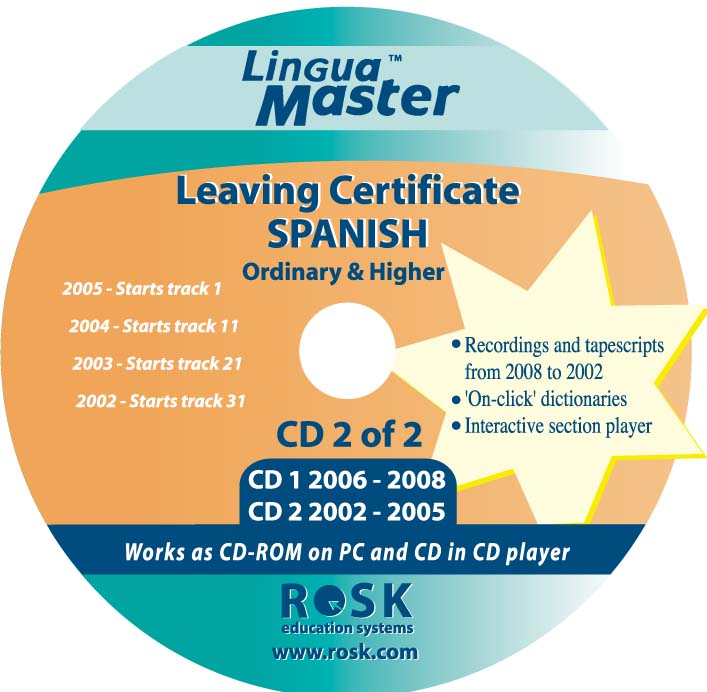 Lingua™
Master
Leaving Certificate
SPANISH
Ordinary & Higher
2005 - Starts track 1
2004 - Starts track 11
2003 - Starts track 21
2002 - Starts track 31
• Recordings and tapescripts
from 2008 to 2002
• 'On-click' dictionaries
• Interactive section player
CD 2 of 2
CD 1 2006 - 2008
CD 2 2002 - 2005
Works as CD-ROM on PC and CD in CD player
ROSK
education systems
www.rosk.com